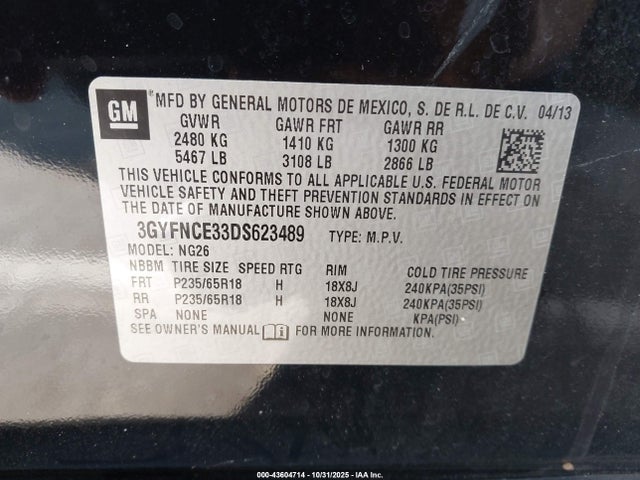 GM
® MFD BY GENERAL MOTORS DE MEXICO, S. DE R.L. DE C.V. 04/13
GVWR GAWR FRT GAWR RR
2480 KG 1410 KG 1300 KG
5467 LB 3108 LB 2866 LB
THIS VEHICLE CONFORMS TO ALL APPLICABLE U.S. FEDERAL MOTOR
VEHICLE SAFETY AND THEFT PREVENTION STANDARDS IN EFFECT ON
THE DATE OF MANUFACTURE SHOWN ABOVE.
3GYFNCE33DS623489 TYPE: M.P.V.
MODEL: NG26
NBBM TIRE SIZE SPEED RTG RIM COLD TIRE PRESSURE
FRT P235/65R18 H 18X8J 240KPA(35PSI)
RR P235/65R18 H 18X8J 240KPA(35PSI)
SPA NONE NONE KPA(PSI)
SEE OWNER'S MANUAL FOR MORE INFORMATION.
000-43604714 - 10/31/2025 - IAA Inc.